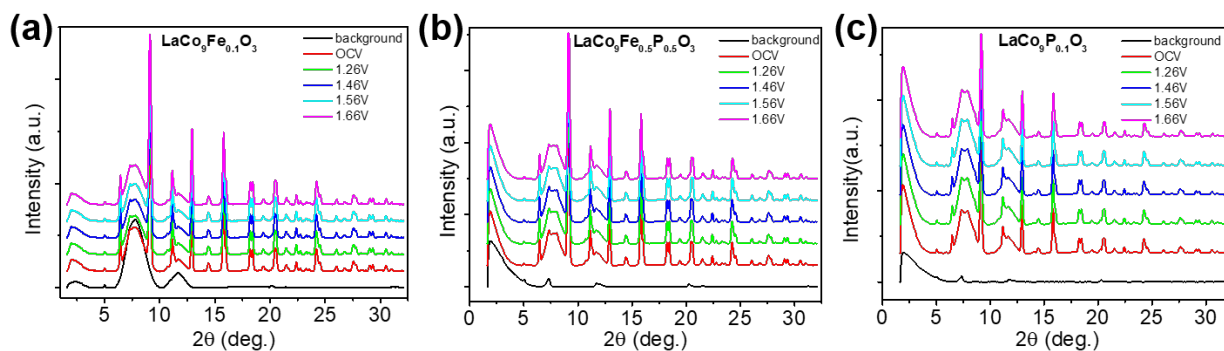 (a)
LaCo₉Fe₀.₁O₃
background
OCV
1.26V
1.46V
1.56V
1.66V
Intensity (a.u.)
0 5 10 15 20 25 30
2θ (deg.)
(b)
LaCo₉Fe₀.₅P₀.₅O₃
background
OCV
1.26V
1.46V
1.56V
1.66V
Intensity (a.u.)
0 5 10 15 20 25 30
2θ (deg.)
(c)
LaCo₉P₀.₁O₃
background
OCV
1.26V
1.46V
1.56V
1.66V
Intensity(a.u.)
0 5 10 15 20 25 30
2θ (deg.)